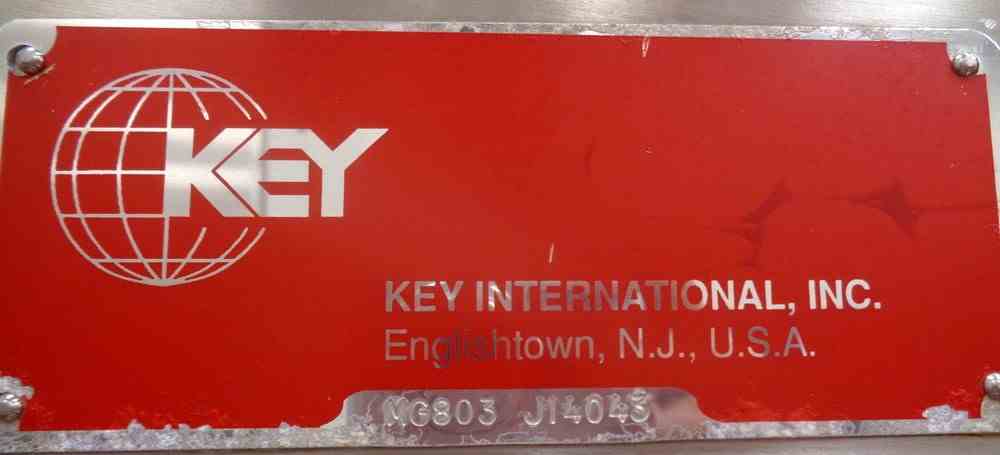 KEY
KEY INTERNATIONAL, INC.
Englishtown, N.J., U.S.A.
MG803 J14043